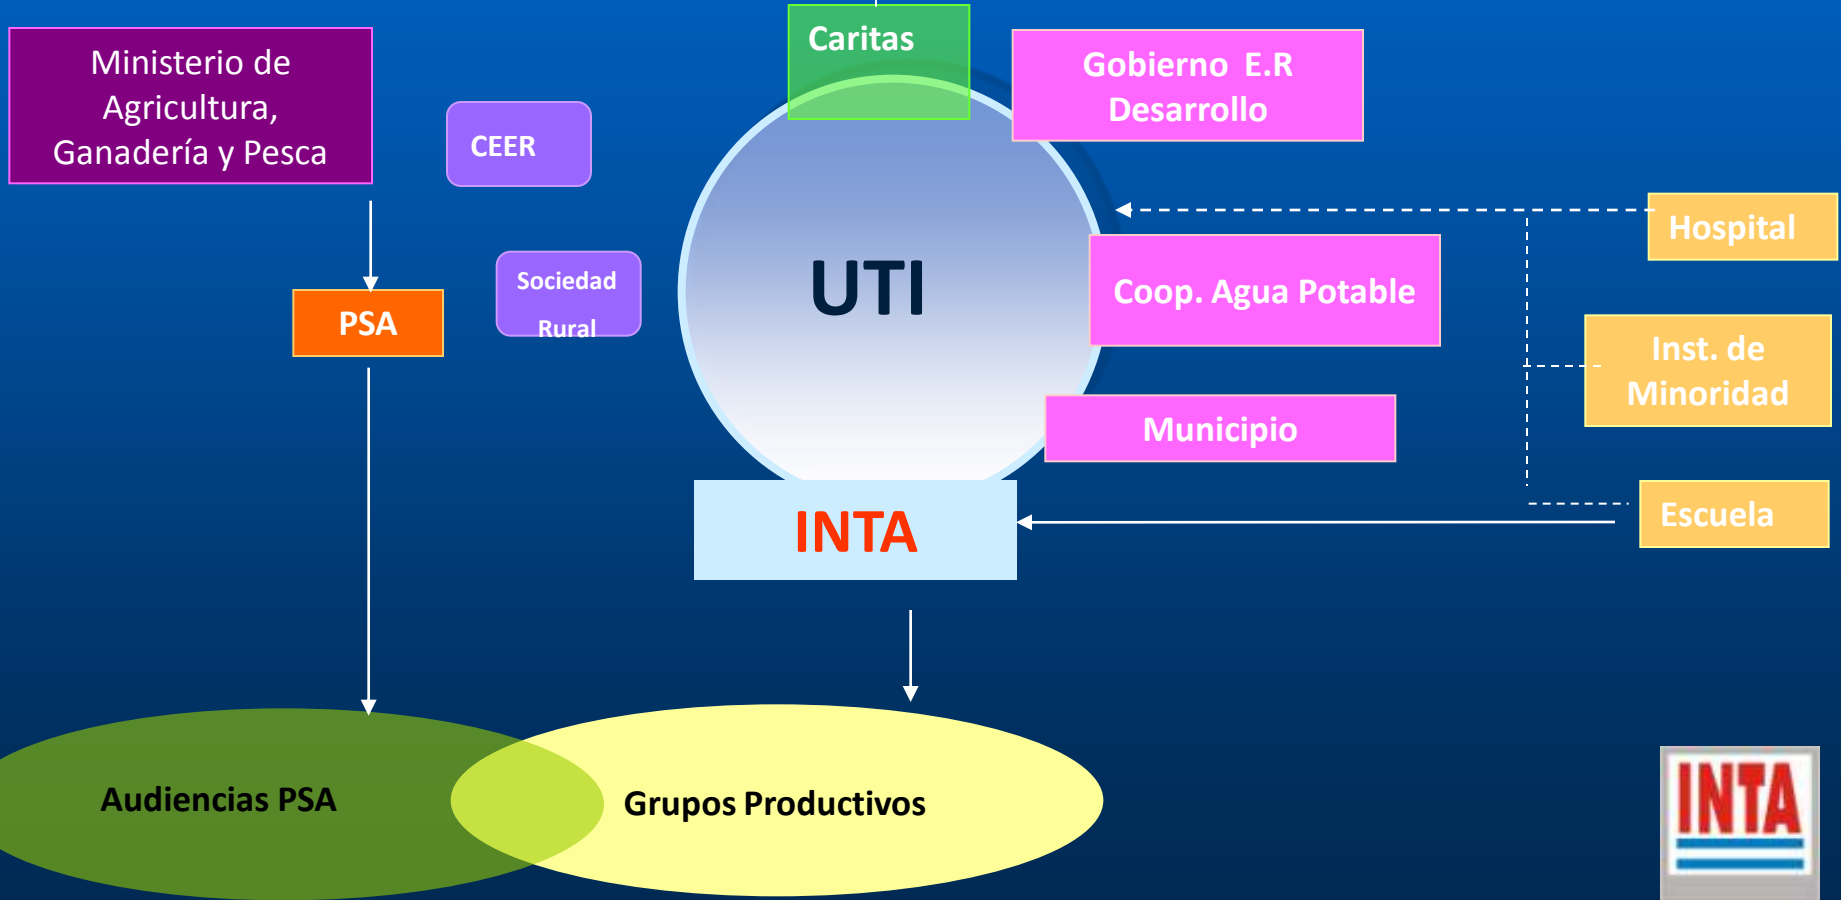 Caritas
Ministerio de
Agricultura,
Ganadería y Pesca
Gobierno E.R
Desarrollo
CEER
Hospital
Sociedad
Rural
UTI
Coop. Agua Potable
PSA
Inst. de
Minoridad
Municipio
INTA
Escuela
Audiencias PSA
Grupos Productivos
INTA